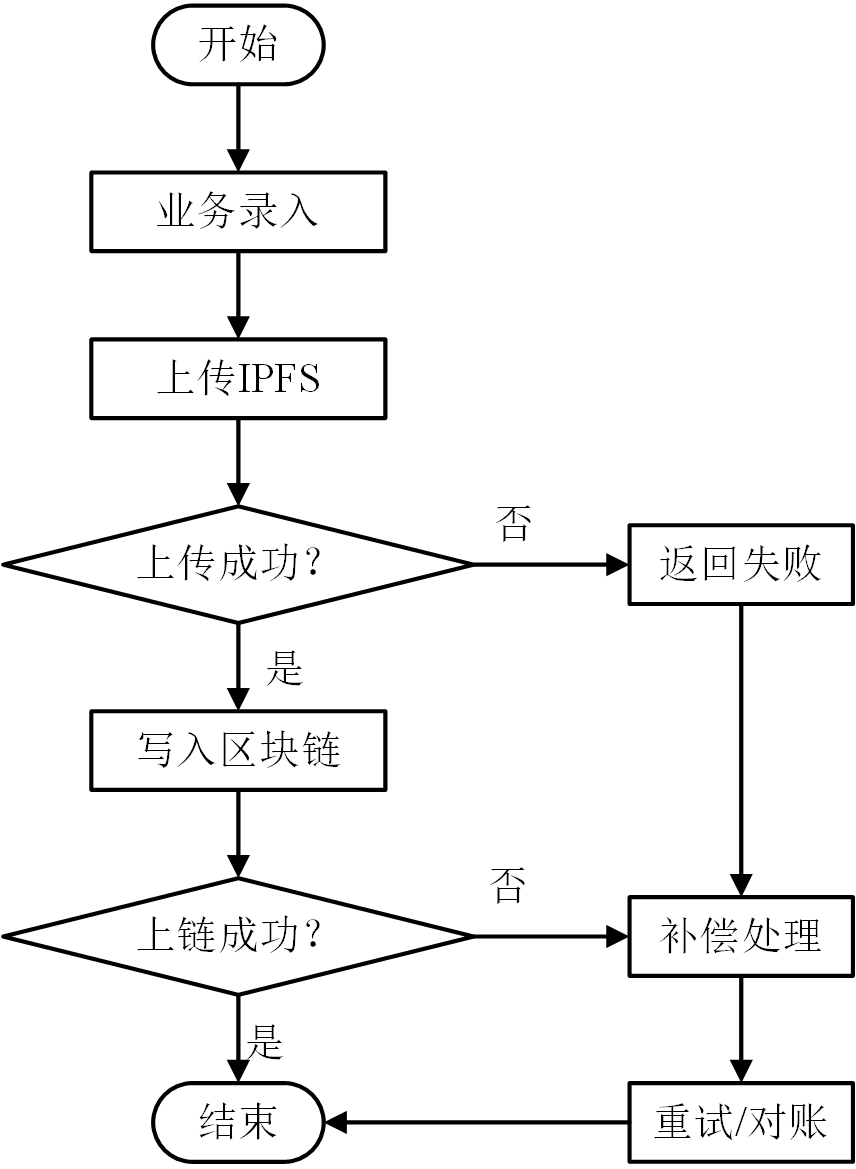 开始
业务录入
上传IPFS
上传成功？
否
返回失败
是
写入区块链
上链成功？
否
补偿处理
是
结束
重试/对账